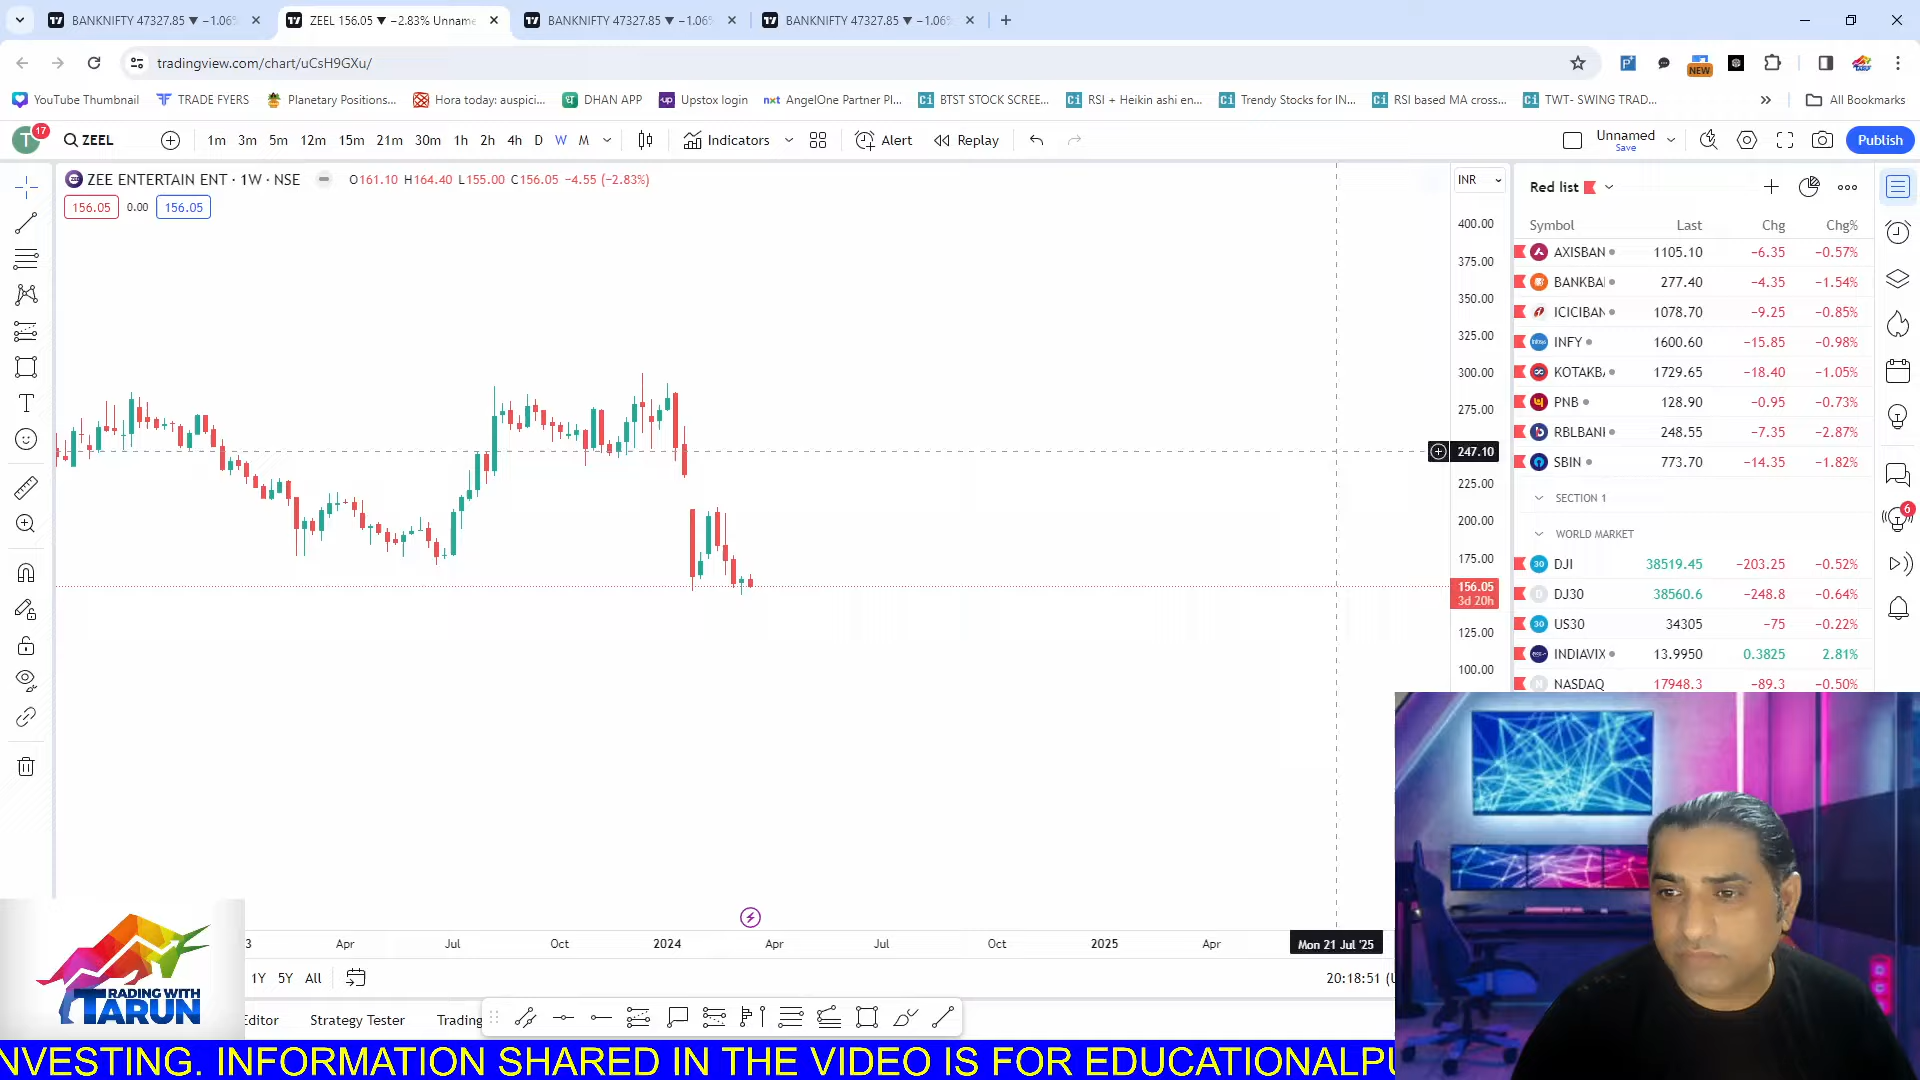 BANKNIFTY 47327.85 ▼ −1.06%
ZEEL 156.05 ▼ −2.83% Unname
BANKNIFTY 47327.85 ▼ −1.06%
BANKNIFTY 47327.85 ▼ −1.06%
tradingview.com/chart/uCsH9GXu/
NEW
YouTube Thumbnail
TRADE FYERS
Planetary Positions...
Hora today: auspici...
DHAN APP
Upstox login
nxt AngelOne Partner Pl...
BTST STOCK SCREE...
RSI + Heikin ashi en...
Trendy Stocks for IN...
RSI based MA cross...
TWT- SWING TRAD...
All Bookmarks
T 17 ZEEL 1m 3m 5m 12m 15m 21m 30m 1h 2h 4h D W M Indicators Alert Replay
Unnamed
Save
Publish
ZEE ENTERTAIN ENT · 1W · NSE O161.10 H164.40 L155.00 C156.05 −4.55 (−2.83%)
156.05 0.00 156.05
INR
400.00
375.00
350.00
325.00
300.00
275.00
247.10
225.00
200.00
175.00
156.05
3d 20h
125.00
100.00
Red list
Symbol Last Chg Chg%
AXISBAN 1105.10 −6.35 −0.57%
BANKBA 277.40 −4.35 −1.54%
ICICIBAN 1078.70 −9.25 −0.85%
INFY 1600.60 −15.85 −0.98%
KOTAKB 1729.65 −18.40 −1.05%
PNB 128.90 −0.95 −0.73%
RBLBANI 248.55 −7.35 −2.87%
SBIN 773.70 −14.35 −1.82%
SECTION 1
WORLD MARKET
DJI 38519.45 −203.25 −0.52%
DJ30 38560.6 −248.8 −0.64%
US30 34305 −75 −0.22%
INDIAVIX 13.9950 0.3825 2.81%
NASDAQ 17948.3 −89.3 −0.50%
6
3 Apr Jul Oct 2024 Apr Jul Oct 2025 Apr Mon 21 Jul '25
1Y 5Y All
20:18:51 (U
Editor Strategy Tester Trading
TRADING WITH
TARUN
NVESTING. INFORMATION SHARED IN THE VIDEO IS FOR EDUCATIONALPU